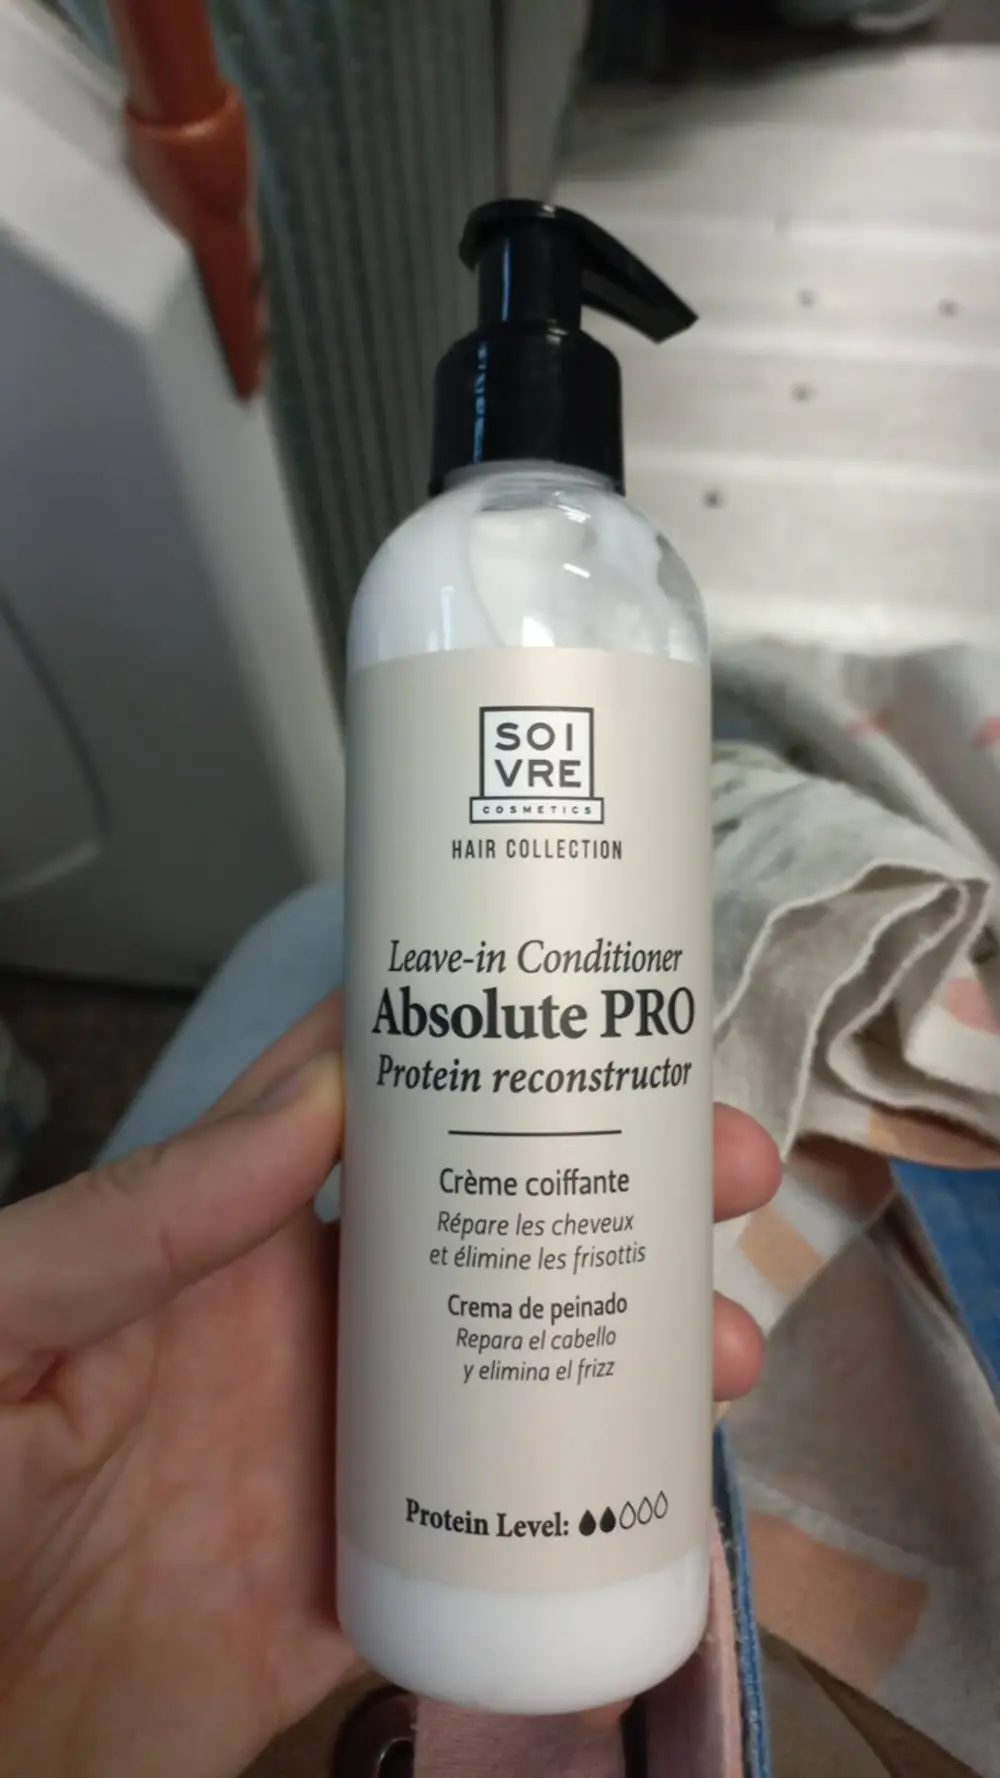 SOI
VRE
COSMETICS
HAIR COLLECTION
Leave-in Conditioner
Absolute PRO
Protein reconstructor
Crème coiffante
Répare les cheveux
et élimine les frisottis
Crema de peinado
Repara el cabello
y elimina el frizz
Protein Level: